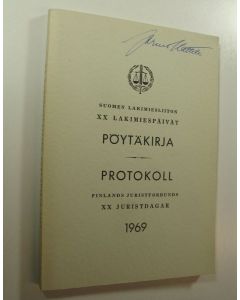 SUOMEN LAKIMIESLIITON
XX LAKIMIESPÄIVÄT
PÖYTÄKIRJA
PROTOKOLL
FINLANDS JURISTFÖRBUNDS
XX JURISTDAGAR
1969